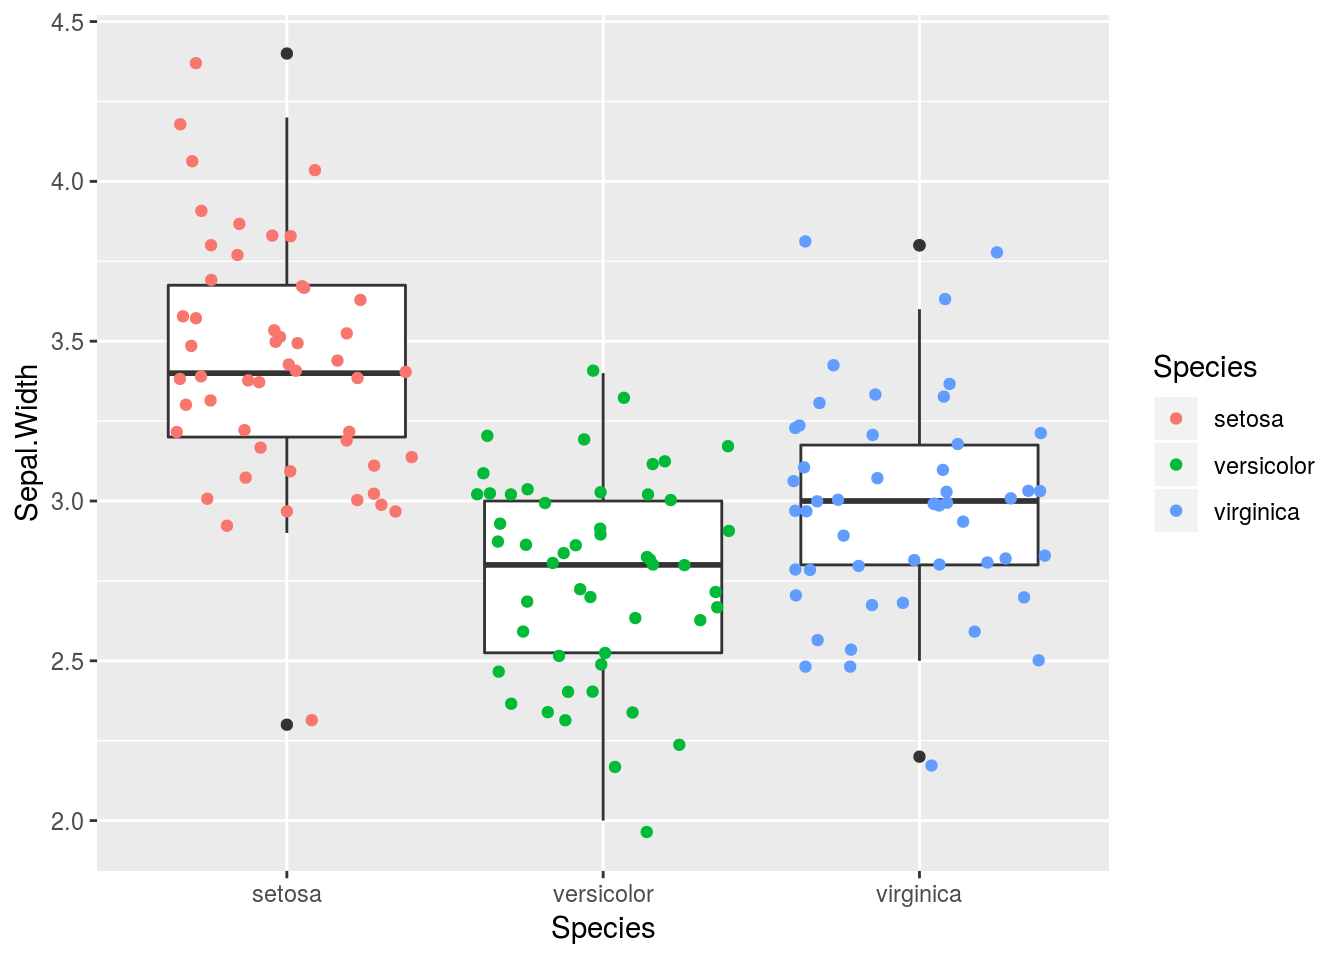 4.5
4.0
3.5
3.0
2.5
2.0
Sepal.Width
setosa
versicolor
virginica
Species
Species
setosa
versicolor
virginica